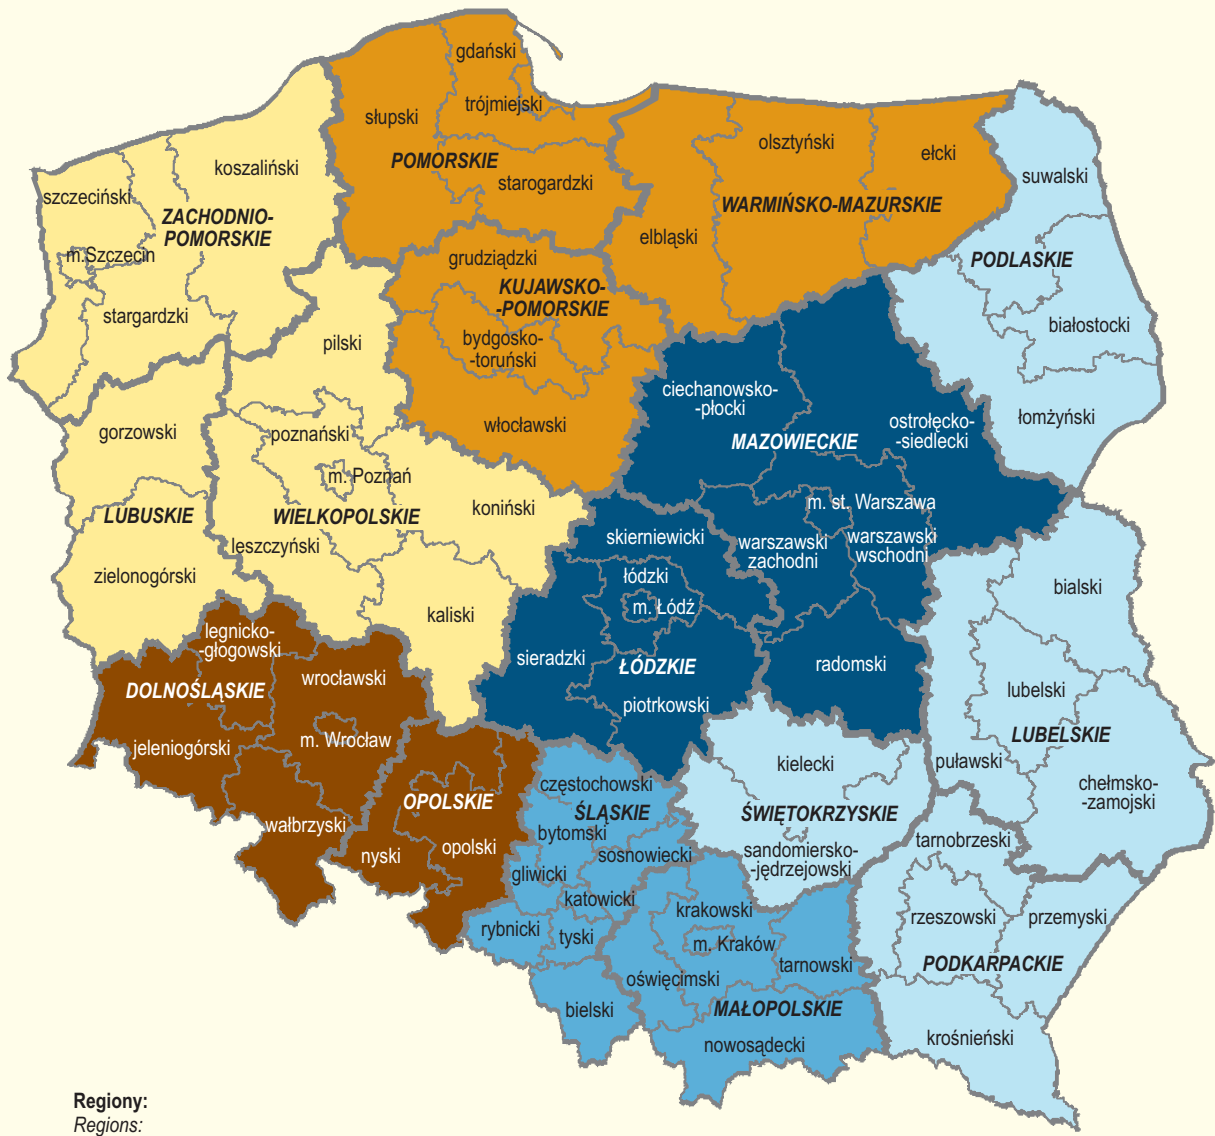 gdański
trójmiejski
słupski
POMORSKIE
starogardzki
olsztyński
ełcki
WARMIŃSKO-MAZURSKIE
elbląski
suwalski
PODLASKIE
białostocki
łomżyński
koszaliński
szczeciński
ZACHODNIO-
POMORSKIE
m.Szczecin
stargardzki
grudziądzki
KUJAWSKO-
-POMORSKIE
bydgosko-
-toruński
włocławski
pilski
poznański
m. Poznań
koniński
WIELKOPOLSKIE
leszczyński
kaliski
gorzowski
LUBUSKIE
zielonogórski
ciechanowsko-
-płocki
ostrołęcko-
-siedlecki
MAZOWIECKIE
m. st. Warszawa
warszawski
zachodni
warszawski
wschodni
radomski
skierniewicki
łódzki
m. Łódź
sieradzki
ŁÓDZKIE
piotrkowski
bialski
lubelski
LUBELSKIE
puławski
chełmsko-
-zamojski
legnicko-
-głogowski
wrocławski
DOLNOŚLĄSKIE
jeleniogórski
m. Wrocław
wałbrzyski
OPOLSKIE
opolski
nyski
częstochowski
ŚLĄSKIE
bytomski
sosnowiecki
gliwicki
katowicki
rybnicki
tyski
bielski
kielecki
ŚWIĘTOKRZYSKIE
sandomiersko-
-jędrzejowski
krakowski
m. Kraków
tarnowski
oświęcimski
MAŁOPOLSKIE
nowosądecki
tarnobrzeski
rzeszowski
przemyski
PODKARPACKIE
krośnieński
Regiony:
Regions: